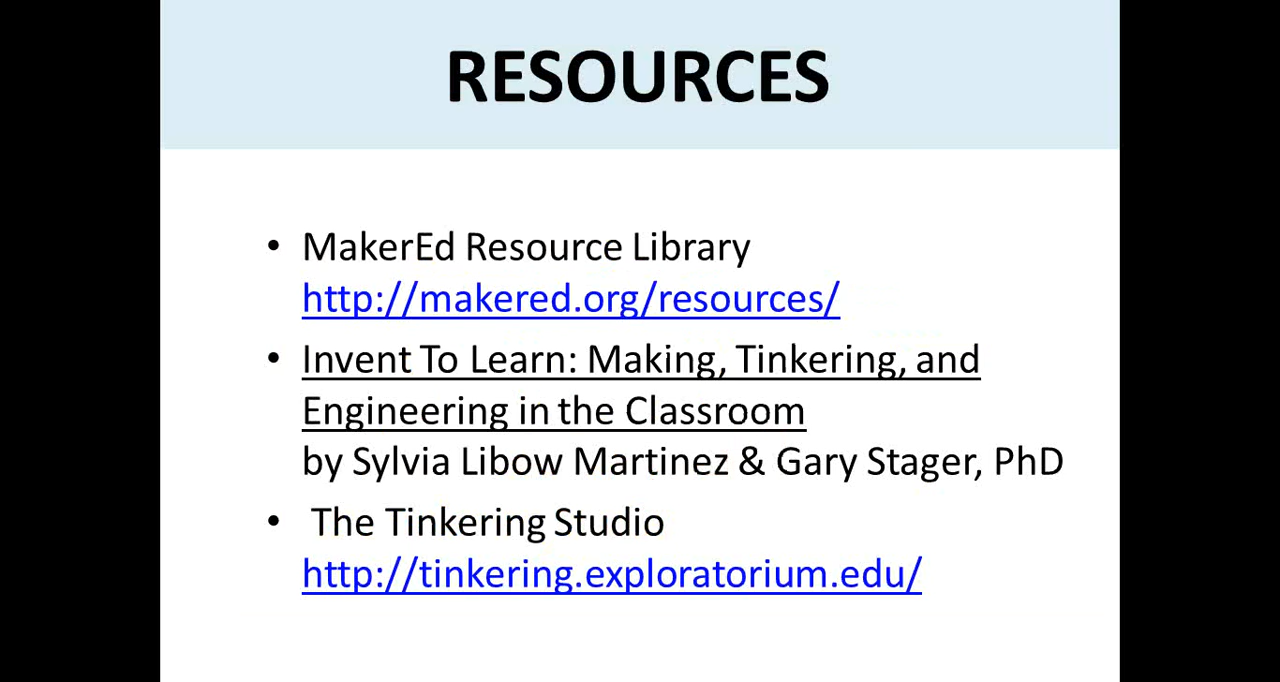 RESOURCES
• MakerEd Resource Library
http://makered.org/resources/
• Invent To Learn: Making, Tinkering, and
Engineering in the Classroom
by Sylvia Libow Martinez & Gary Stager, PhD
• The Tinkering Studio
http://tinkering.exploratorium.edu/